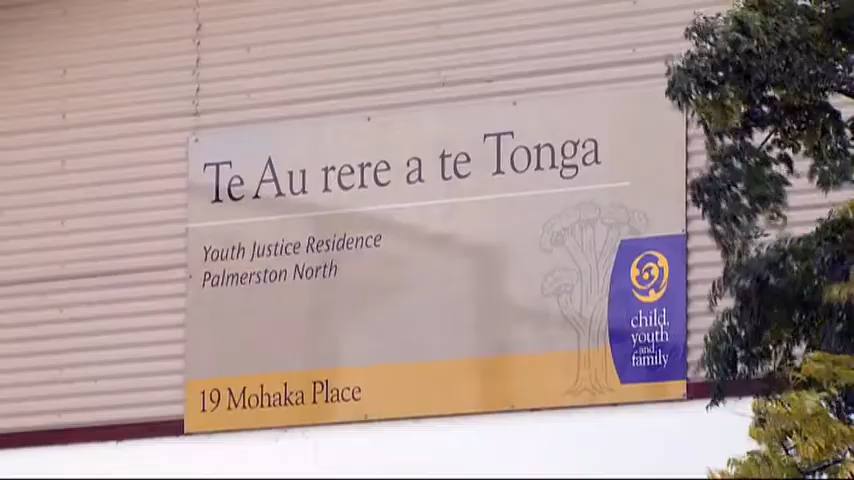 Te Au rere a te Tonga
Youth Justice Residence
Palmerston North
19 Mohaka Place
child,
youth
and
family